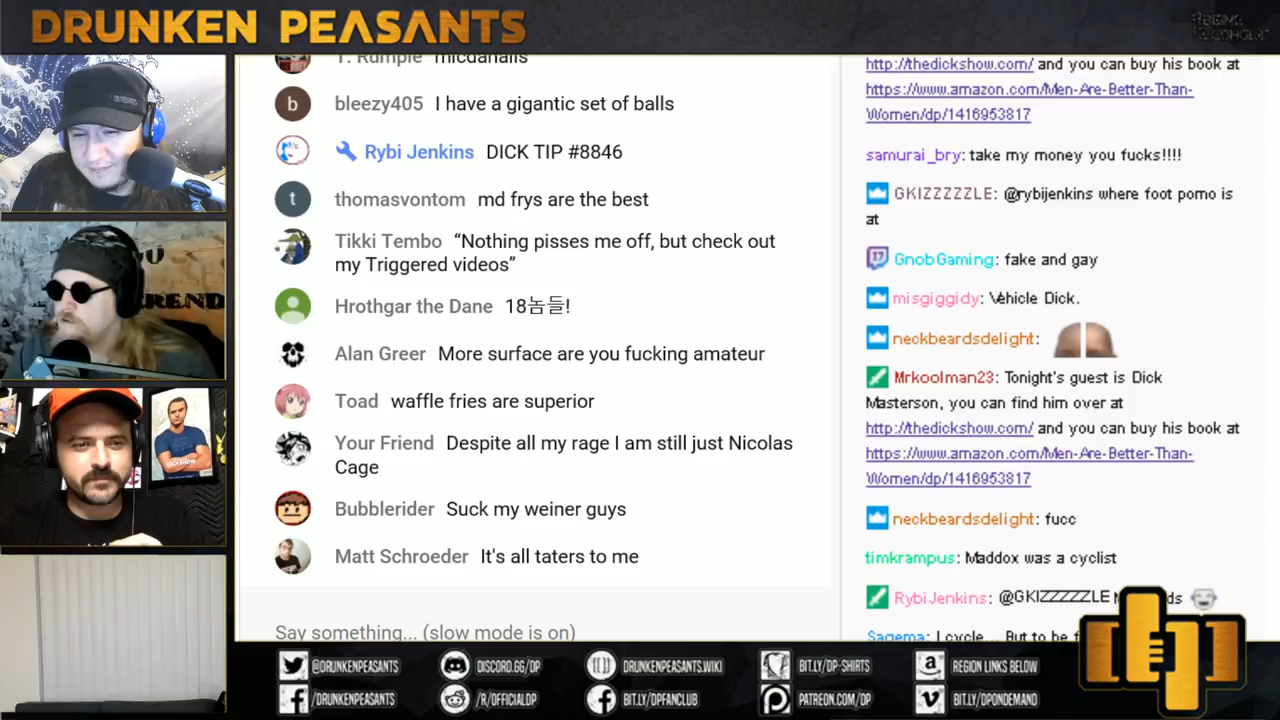 DRUNKEN PEASANTS
bleezy405 I have a gigantic set of balls
Rybi Jenkins DICK TIP #8846
t thomasvontom md frys are the best
Tikki Tembo “Nothing pisses me off, but check out
my Triggered videos”
Hrothgar the Dane 18놈들!
Alan Greer More surface are you fucking amateur
Toad waffle fries are superior
Your Friend Despite all my rage I am still just Nicolas
Cage
Bubblerider Suck my weiner guys
Matt Schroeder It's all taters to me
Say something... (slow mode is on)
http://thedickshow.com/ and you can buy his book at
https://www.amazon.com/Men-Are-Better-Than-
Women/dp/1416953817
samurai_bry: take my money you fucks!!!!
GKIZZZZZLE: @rybijenkins where foot porno is
at
GnobGaming: fake and gay
misgiggidy: Vehicle Dick.
neckbeardsdelight:
Mrkoolman23: Tonight's guest is Dick
Masterson, you can find him over at
http://thedickshow.com/ and you can buy his book at
https://www.amazon.com/Men-Are-Better-Than-
Women/dp/1416953817
neckbeardsdelight: fucc
timkrampus: Maddox was a cyclist
RybiJenkins: @GKIZZZZZLE
Sagema: I cycle... But to be
@DRUNKENPEASANTS DISCORD.GG/DP DRUNKENPEASANTS.WIKI BIT.LY/DP-SHIRTS REGION LINKS BELOW
/DRUNKENPEASANTS /R/OFFICIALDP BIT.LY/DPFANCLUB PATREON.COM/DP BIT.LY/DPONDEMAND